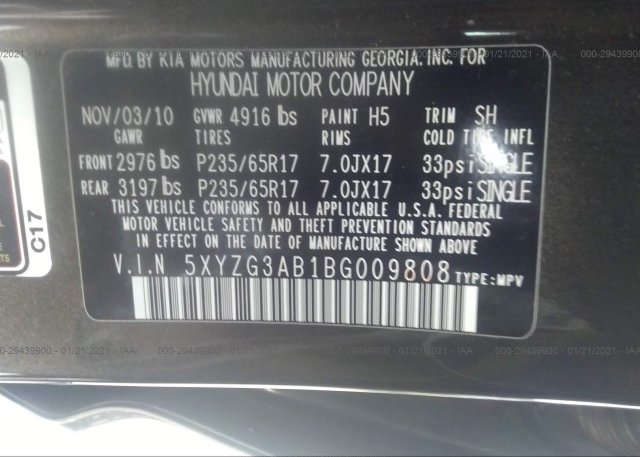 000-29439900 - 01/21/2021 - IAA
MFD. BY KIA MOTORS MANUFACTURING GEORGIA. INC. FOR
HYUNDAI MOTOR COMPANY
NOV/03/10 GVWR 4916 lbs PAINT H5 TRIM SH
GAWR TIRES RIMS COLD TIRE INFL
FRONT 2976 lbs P235/65R17 7.0JX17 33psi SINGLE
REAR 3197 lbs P235/65R17 7.0JX17 33psi SINGLE
THIS VEHICLE CONFORMS TO ALL APPLICABLE U.S.A. FEDERAL
MOTOR VEHICLE SAFETY AND THEFT PREVENTION STANDARDS
IN EFFECT ON THE DATE OF MANUFACTURE SHOWN ABOVE.
V.I.N 5XYZG3AB1BG009808 TYPE:MPV
C17
000-29439900 - 01/21/2021 - IAA